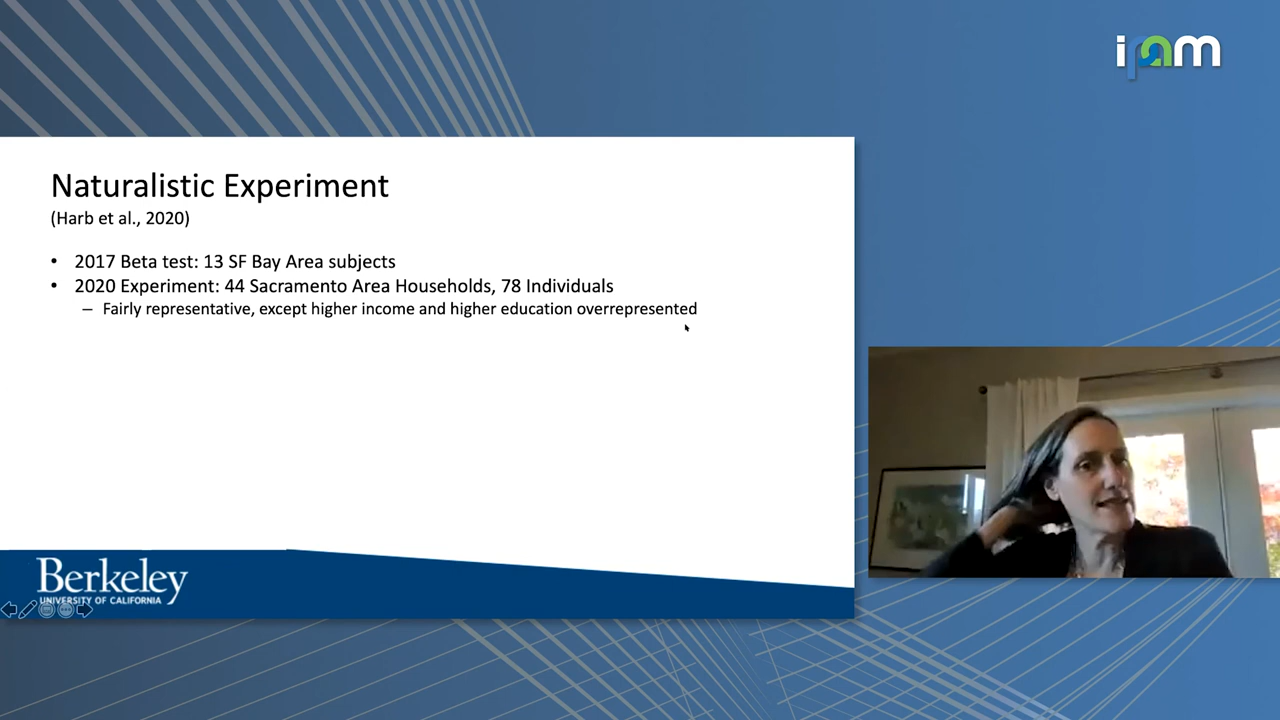 ipam
Naturalistic Experiment
(Harb et al., 2020)
• 2017 Beta test: 13 SF Bay Area subjects
• 2020 Experiment: 44 Sacramento Area Households, 78 Individuals
– Fairly representative, except higher income and higher education overrepresented
Berkeley
UNIVERSITY OF CALIFORNIA